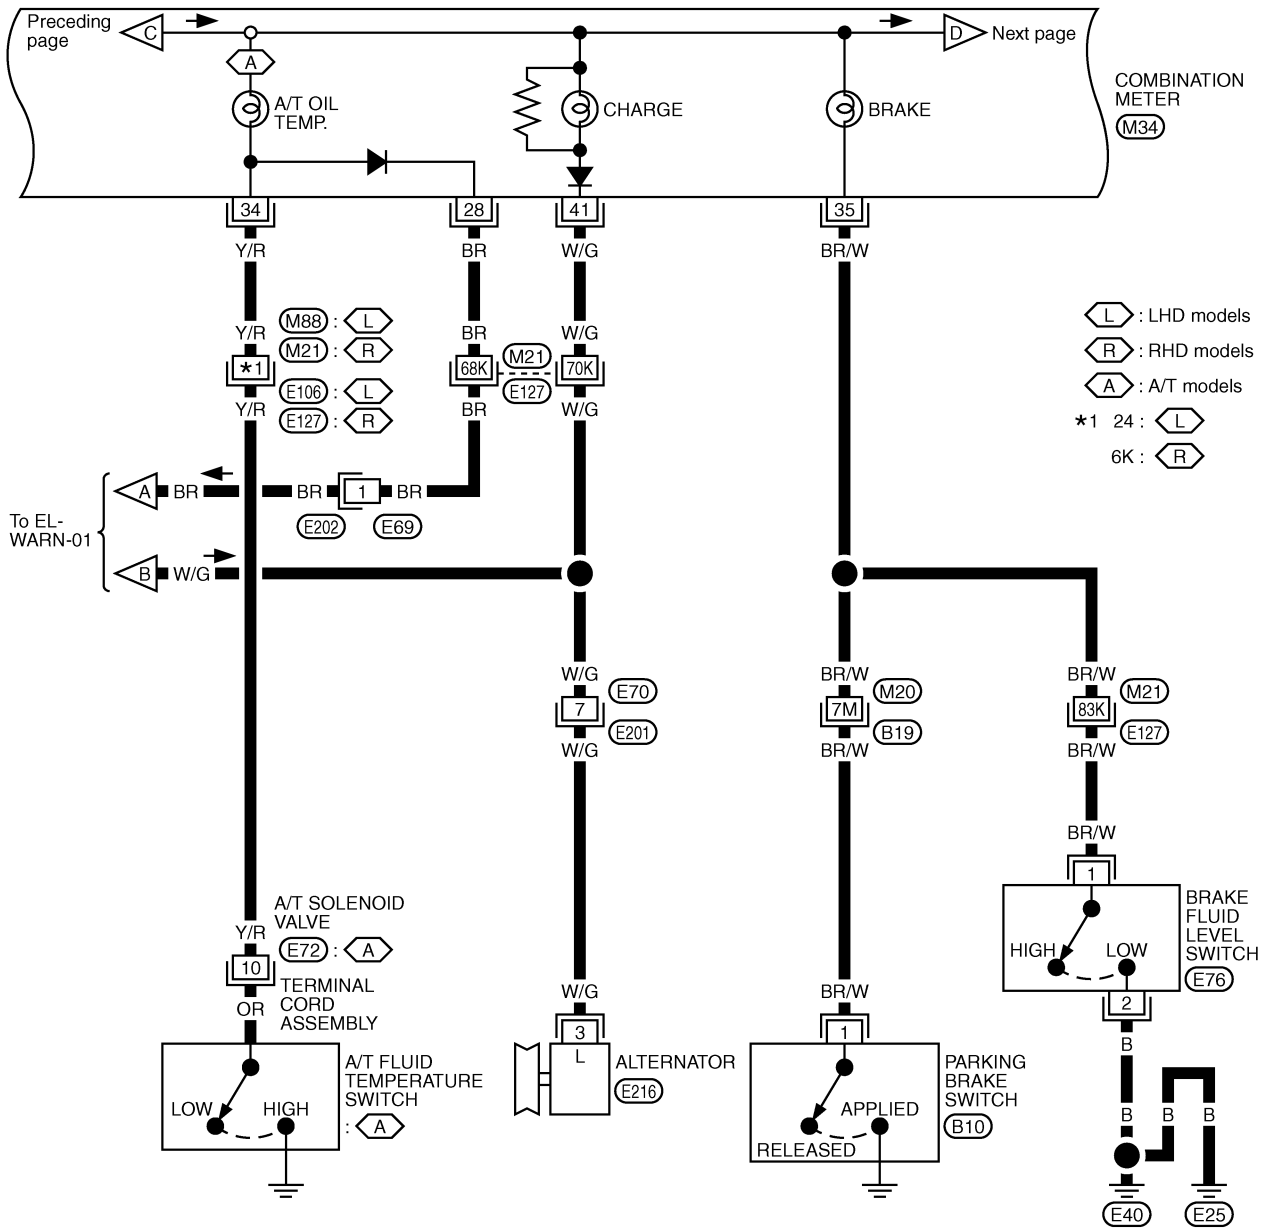 Preceding
page
C
D
Next page
A
A/T OIL
TEMP.
CHARGE
BRAKE
COMBINATION
METER
M34
34
28
41
35
Y/R
BR
W/G
BR/W
M88 : L
M21 : R
Y/R
BR
W/G
*1
68K
M21
70K
E127
E106 : L
E127 : R
Y/R
BR
W/G
L : LHD models
R : RHD models
A : A/T models
*1 24 : L
6K : R
To EL-
WARN-01
A
BR
BR
1
BR
E202
E69
B
W/G
W/G
7
E70
E201
W/G
BR/W
7M
M20
B19
BR/W
BR/W
83K
M21
E127
BR/W
BR/W
1
HIGH
LOW
BRAKE
FLUID
LEVEL
SWITCH
E76
2
B
B
B
B
E40
E25
A/T SOLENOID
VALVE
E72 : A
Y/R
10
TERMINAL
CORD
ASSEMBLY
OR
A/T FLUID
TEMPERATURE
SWITCH
: A
LOW
HIGH
W/G
3
L
ALTERNATOR
E216
BR/W
1
PARKING
BRAKE
SWITCH
B10
APPLIED
RELEASED